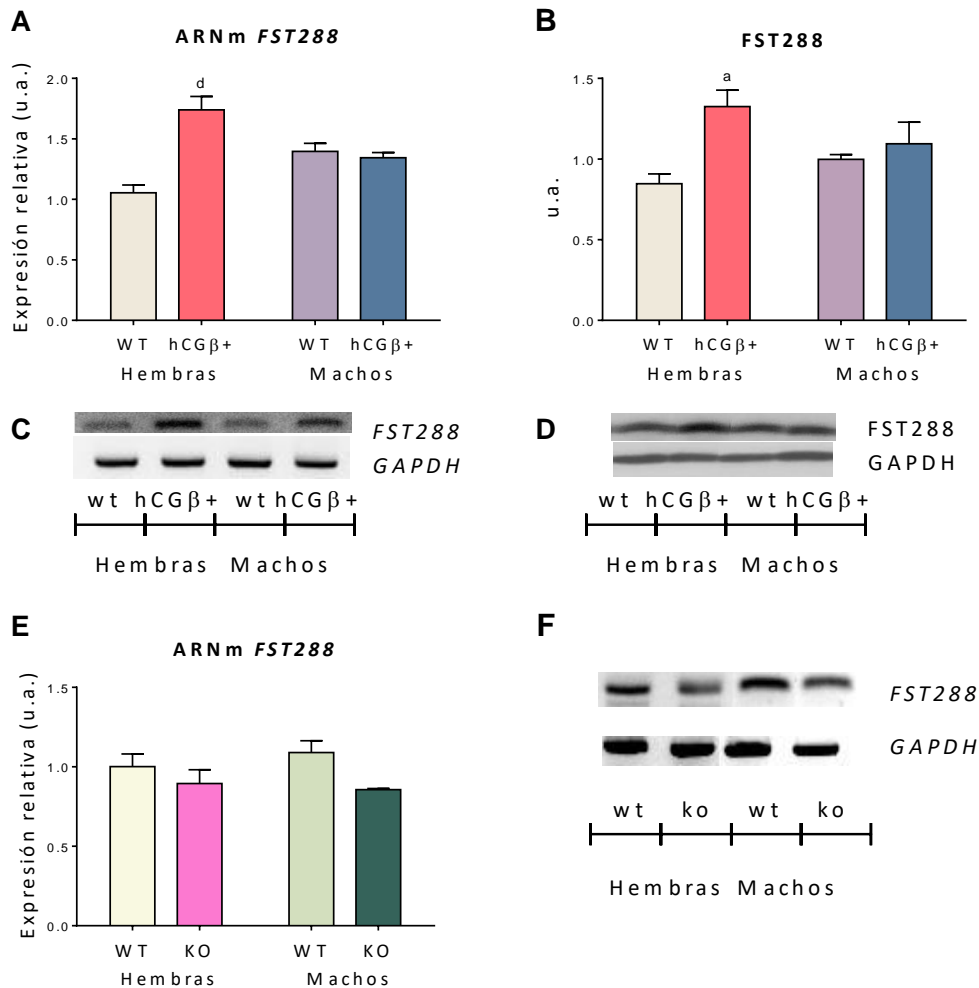 A
ARNm FST288
Expresión relativa (u.a.)
2.0
1.5
1.0
0.5
0.0
d
WT hCGβ+ WT hCGβ+
Hembras Machos
B
FST288
u.a.
1.5
1.0
0.5
0.0
a
WT hCGβ+ WT hCGβ+
Hembras Machos
C
FST288
GAPDH
wt hCGβ+ wt hCGβ+
Hembras Machos
D
FST288
GAPDH
wt hCGβ+ wt hCGβ+
Hembras Machos
E
ARNm FST288
Expresión relativa (u.a.)
1.5
1.0
0.5
0.0
WT KO WT KO
Hembras Machos
F
FST288
GAPDH
wt ko wt ko
Hembras Machos